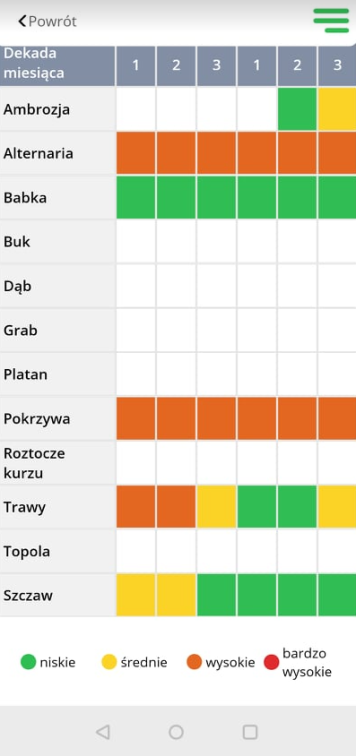 Powrót
Dekada
miesiąca
1 2 3 1 2 3
Ambrozja
Alternaria
Babka
Buk
Dąb
Grab
Platan
Pokrzywa
Roztocze
kurzu
Trawy
Topola
Szczaw
niskie średnie wysokie bardzo
wysokie